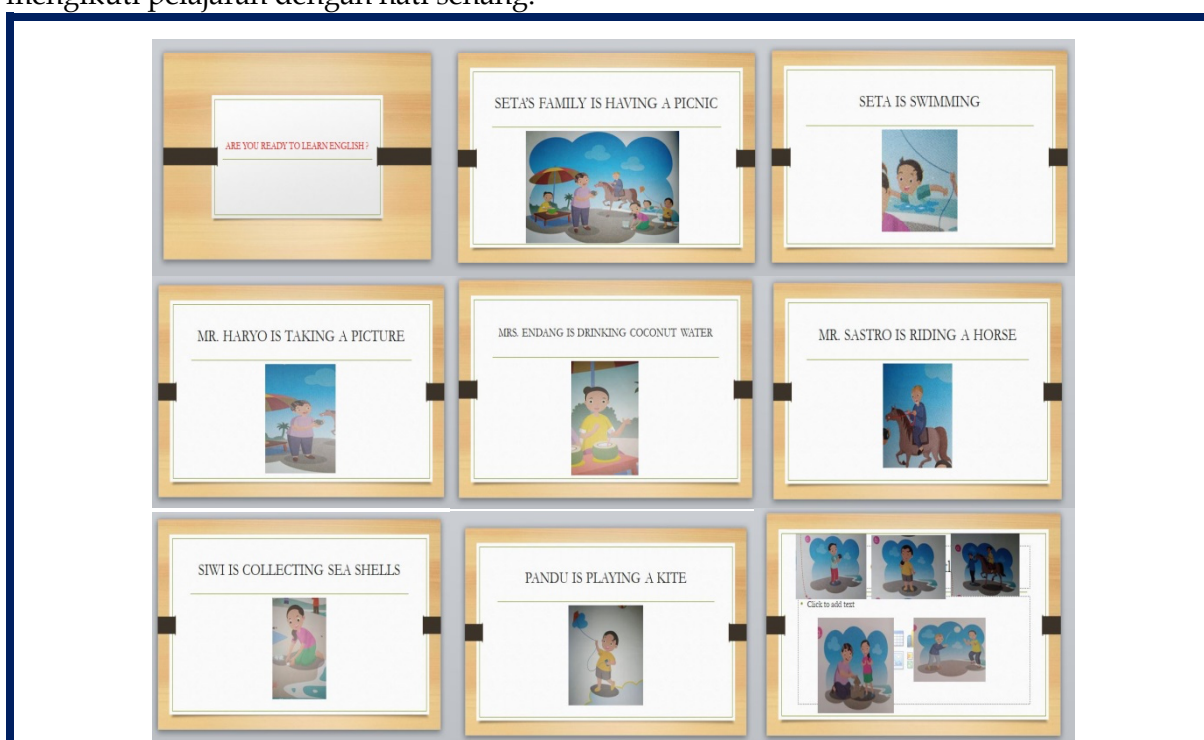 mengikuti pelajaran dengan hati senang.
ARE YOU READY TO LEARN ENGLISH ?
SETA'S FAMILY IS HAVING A PICNIC
SETA IS SWIMMING
MR. HARYO IS TAKING A PICTURE
MRS. ENDANG IS DRINKING COCONUT WATER
MR. SASTRO IS RIDING A HORSE
SIWI IS COLLECTING SEA SHELLS
PANDU IS PLAYING A KITE
• Click to add text